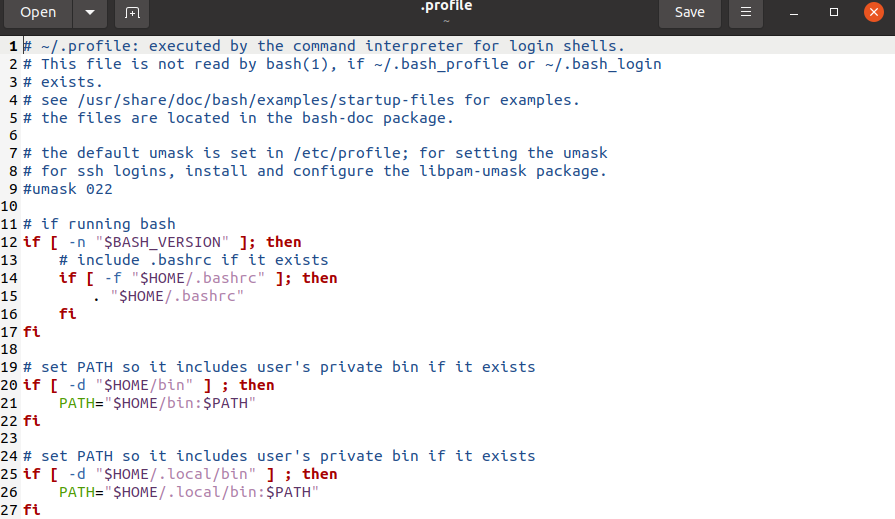 Open
.profile
~
Save
1 # ~/.profile: executed by the command interpreter for login shells.
2 # This file is not read by bash(1), if ~/.bash_profile or ~/.bash_login
3 # exists.
4 # see /usr/share/doc/bash/examples/startup-files for examples.
5 # the files are located in the bash-doc package.
6
7 # the default umask is set in /etc/profile; for setting the umask
8 # for ssh logins, install and configure the libpam-umask package.
9 #umask 022
10
11 # if running bash
12 if [ -n "$BASH_VERSION" ]; then
13     # include .bashrc if it exists
14     if [ -f "$HOME/.bashrc" ]; then
15         . "$HOME/.bashrc"
16     fi
17 fi
18
19 # set PATH so it includes user's private bin if it exists
20 if [ -d "$HOME/bin" ] ; then
21     PATH="$HOME/bin:$PATH"
22 fi
23
24 # set PATH so it includes user's private bin if it exists
25 if [ -d "$HOME/.local/bin" ] ; then
26     PATH="$HOME/.local/bin:$PATH"
27 fi